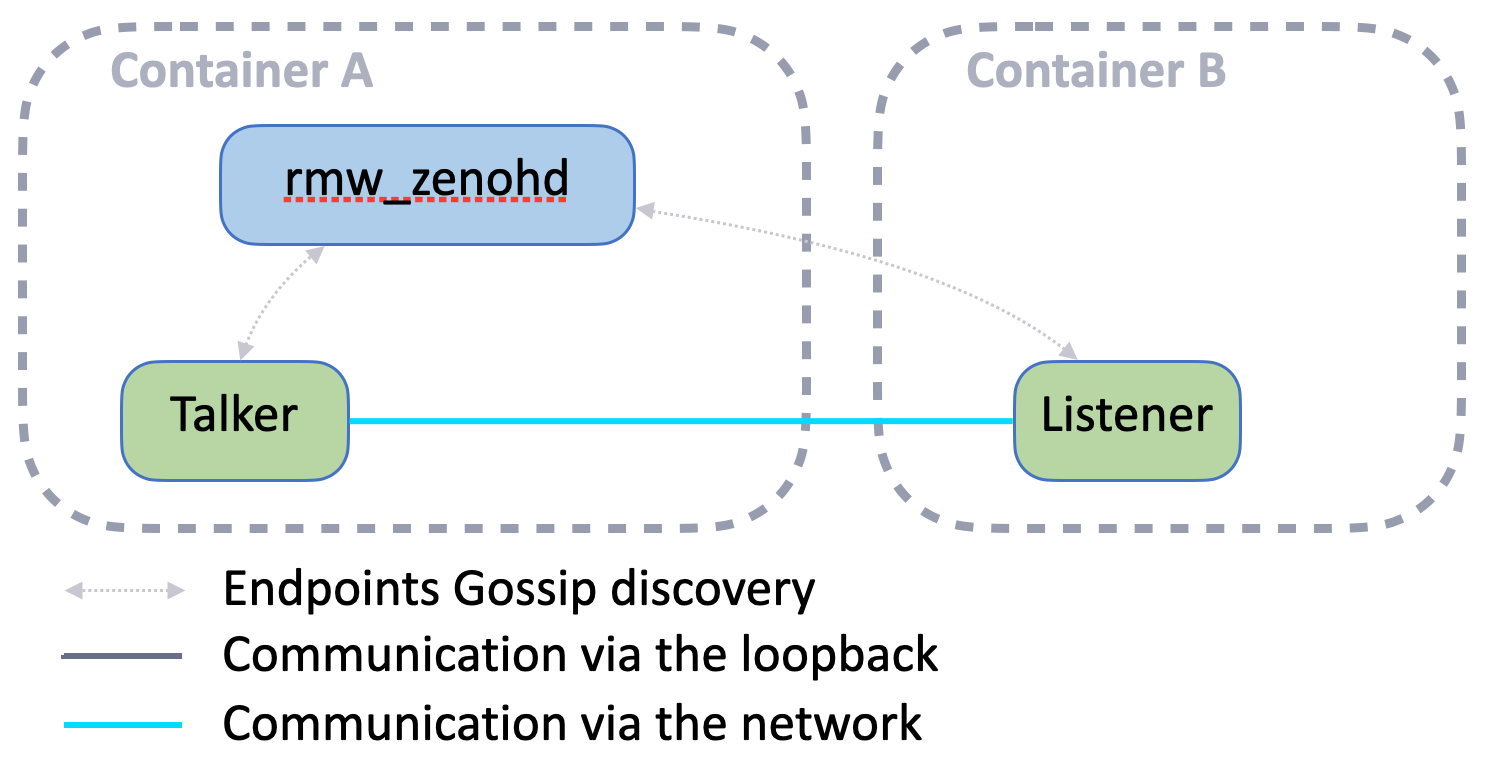 Container A
Container B
rmw_zenohd
Talker
Listener
Endpoints Gossip discovery
Communication via the loopback
Communication via the network